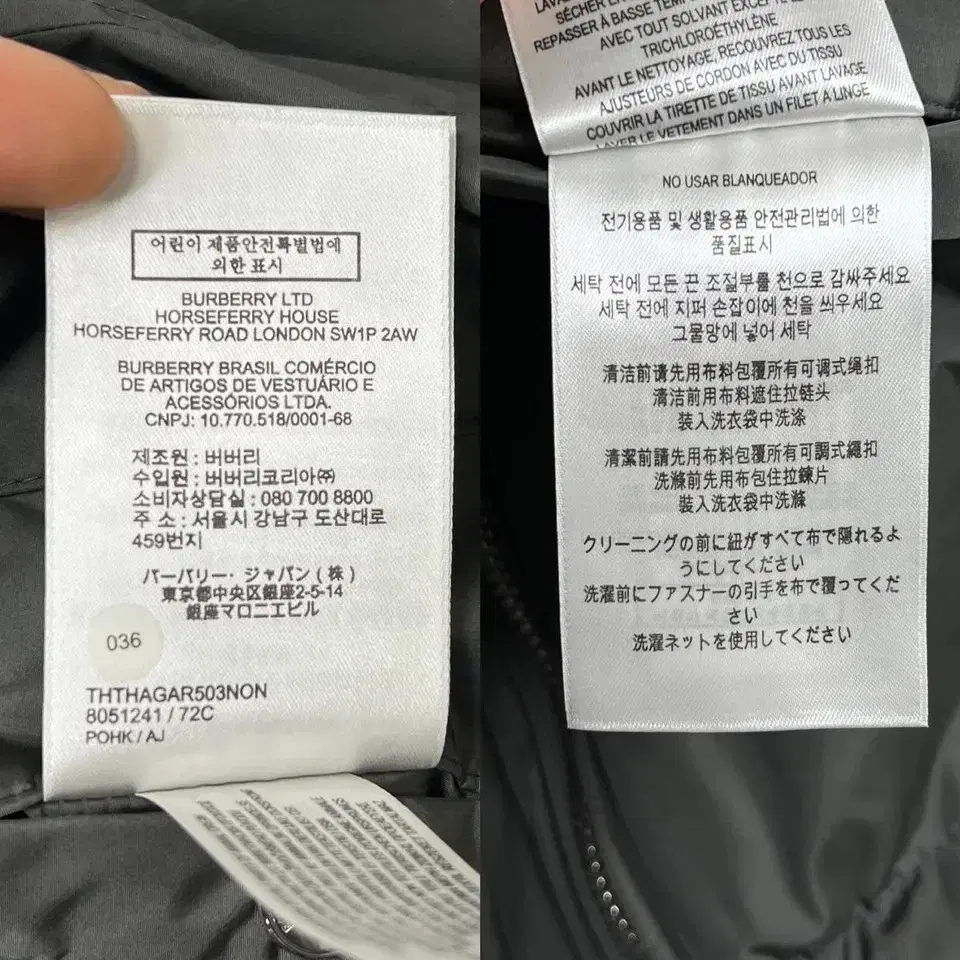 어린이 제품안전특별법에
의한 표시
BURBERRY LTD
HORSEFERRY HOUSE
HORSEFERRY ROAD LONDON SW1P 2AW
BURBERRY BRASIL COMÉRCIO
DE ARTIGOS DE VESTUÁRIO E
ACESSÓRIOS LTDA.
CNPJ: 10.770.518/0001-68
제조원 : 버버리
수입원 : 버버리코리아㈜
소비자상담실 : 080 700 8800
주 소 : 서울시 강남구 도산대로
459번지
バーバリー・ジャパン ( 株 )
東京都中央区銀座2-5-14
銀座マロニエビル
036
THTHAGAR503NON
8051241 / 72C
POHK / AJ
REPASSER À BASSE
AVEC TOUT SOLVANT EXCEPTÉ LE
TRICHLOROÉTHYLÈNE
AVANT LE NETTOYAGE, RECOUVREZ TOUS LES
AJUSTEURS DE CORDON AVEC DU TISSU
COUVRIR LA TIRETTE DE TISSU AVANT LAVAGE
LAVER LE VETEMENT DANS UN FILET A LINGE
NO USAR BLANQUEADOR
전기용품 및 생활용품 안전관리법에 의한
품질표시
세탁 전에 모든 끈 조절부를 천으로 감싸주세요
세탁 전에 지퍼 손잡이에 천을 씌우세요
그물망에 넣어 세탁
清洁前请先用布料包覆所有可调式绳扣
清洁前用布料遮住拉链头
装入洗衣袋中洗涤
清潔前請先用布料包覆所有可調式繩扣
洗滌前先用布包住拉鍊片
裝入洗衣袋中洗滌
クリーニングの前に紐がすべて布で隠れるよ
うにしてください
洗濯前にファスナーの引手を布で覆ってくだ
さい
洗濯ネットを使用してください